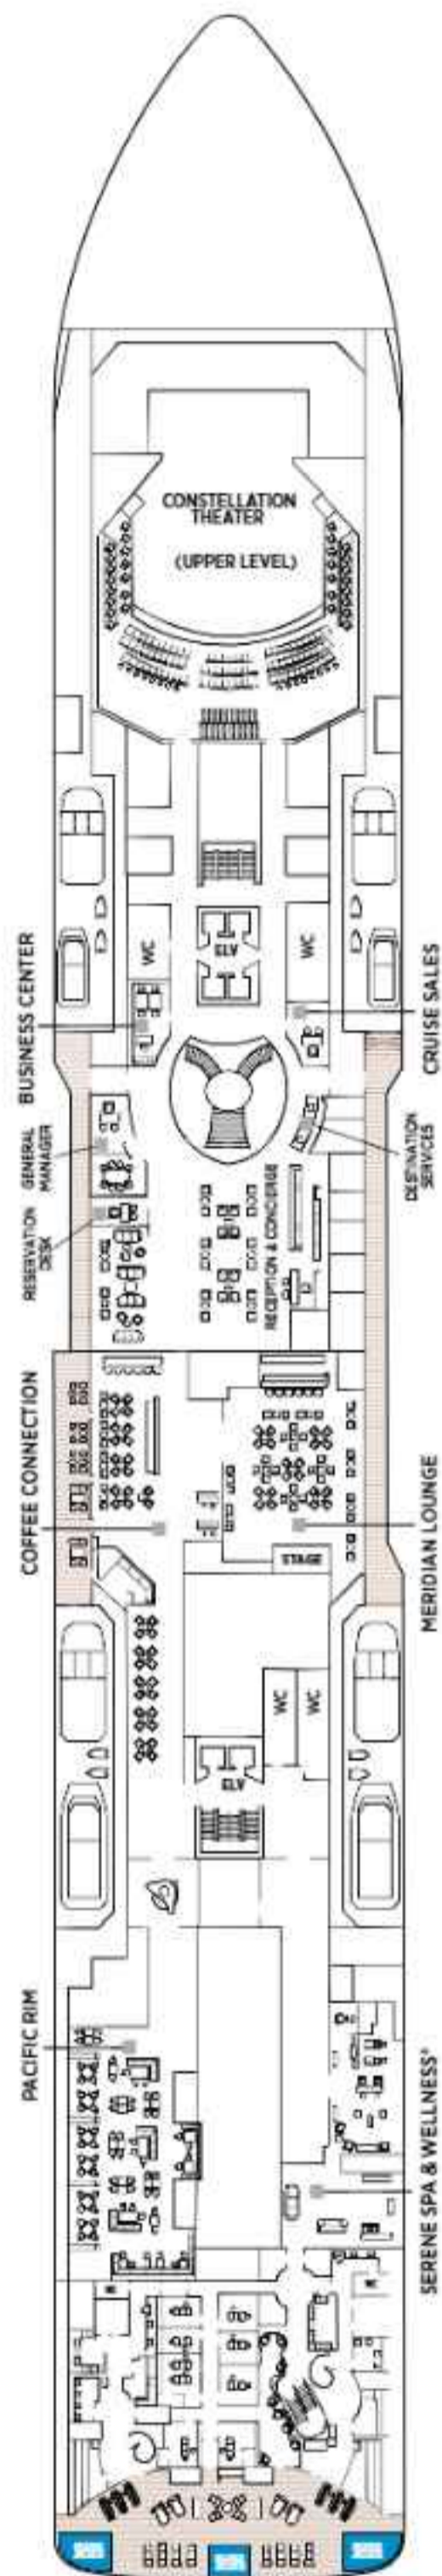 CONSTELLATION
THEATER
(UPPER LEVEL)
WC
ELV
WC
BUSINESS CENTER
CRUISE SALES
GENERAL
MANAGER
DESTINATION
SERVICES
RESERVATION
DESK
RECEPTION & CONCIERGE
COFFEE CONNECTION
MERIDIAN LOUNGE
STAGE
WC
WC
ELV
PACIFIC RIM
SERENE SPA & WELLNESS®